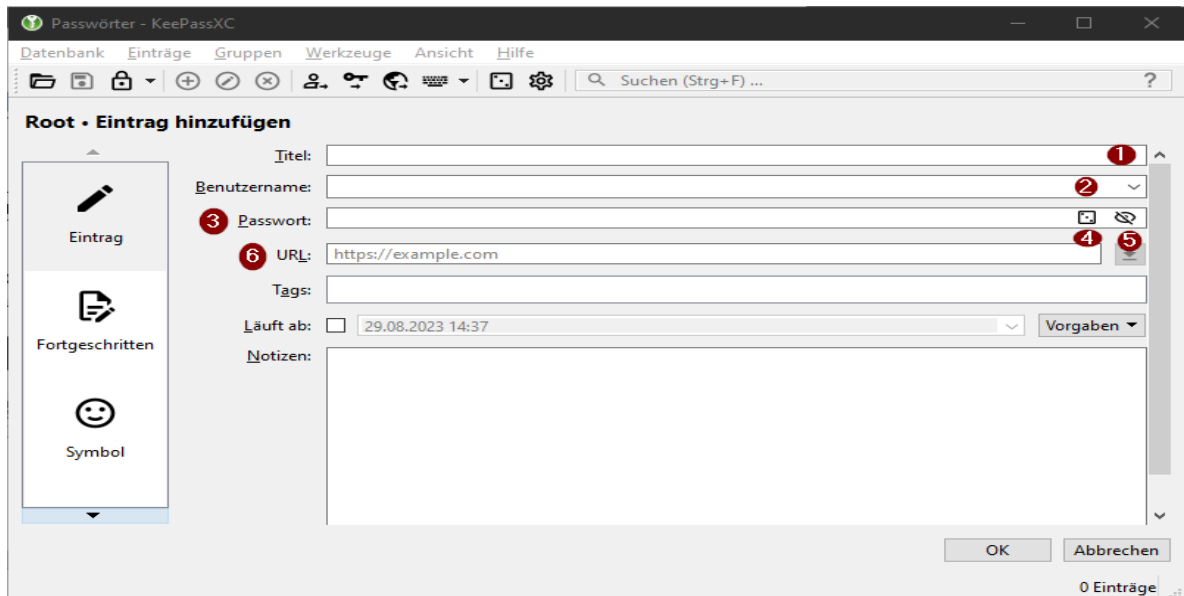 Passwörter - KeePassXC
Datenbank Einträge Gruppen Werkzeuge Ansicht Hilfe
Suchen (Strg+F) ... ?
Root • Eintrag hinzufügen
Titel: 1
Benutzername: 2
3 Passwort:
4 5
6 URL: https://example.com
Tags:
Läuft ab: 29.08.2023 14:37 Vorgaben
Notizen:
Eintrag
Fortgeschritten
Symbol
OK Abbrechen
0 Einträge